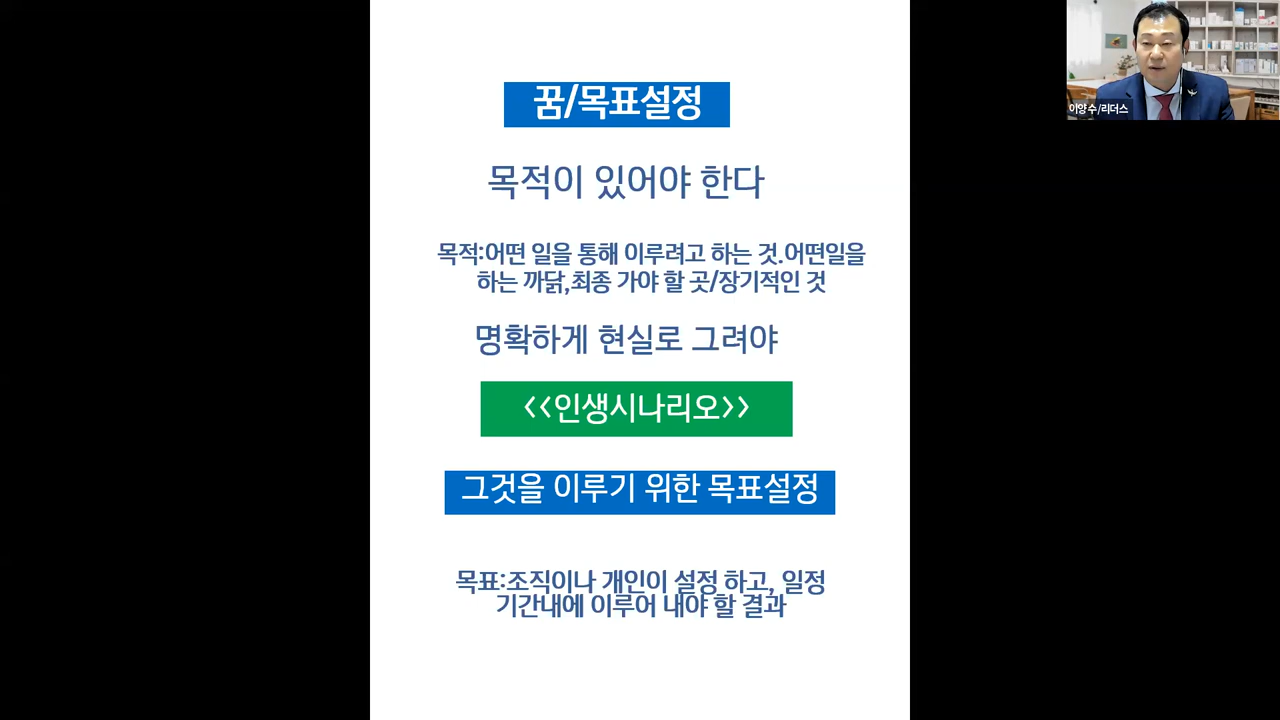 꿈/목표설정
목적이 있어야 한다
목적:어떤 일을 통해 이루려고 하는 것.어떤일을
하는 까닭,최종 가야 할 곳/장기적인 것
명확하게 현실로 그려야
<<인생시나리오>>
그것을 이루기 위한 목표설정
목표:조직이나 개인이 설정 하고, 일정
기간내에 이루어 내야 할 결과
이양수/리더스